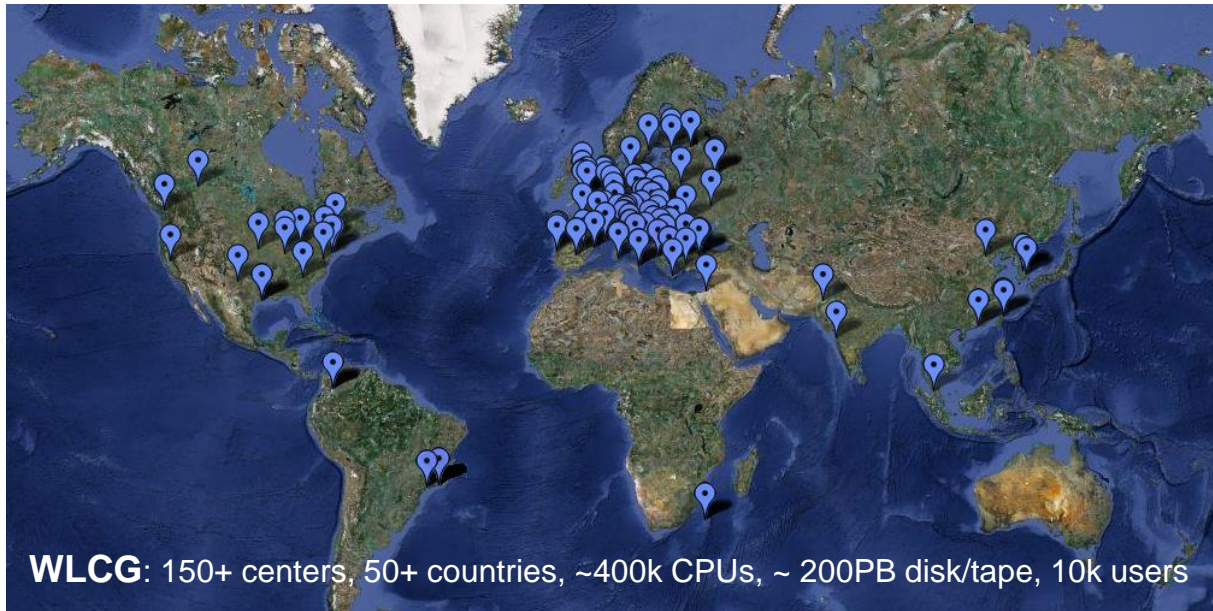 WLCG: 150+ centers, 50+ countries, ~400k CPUs, ~ 200PB disk/tape, 10k users